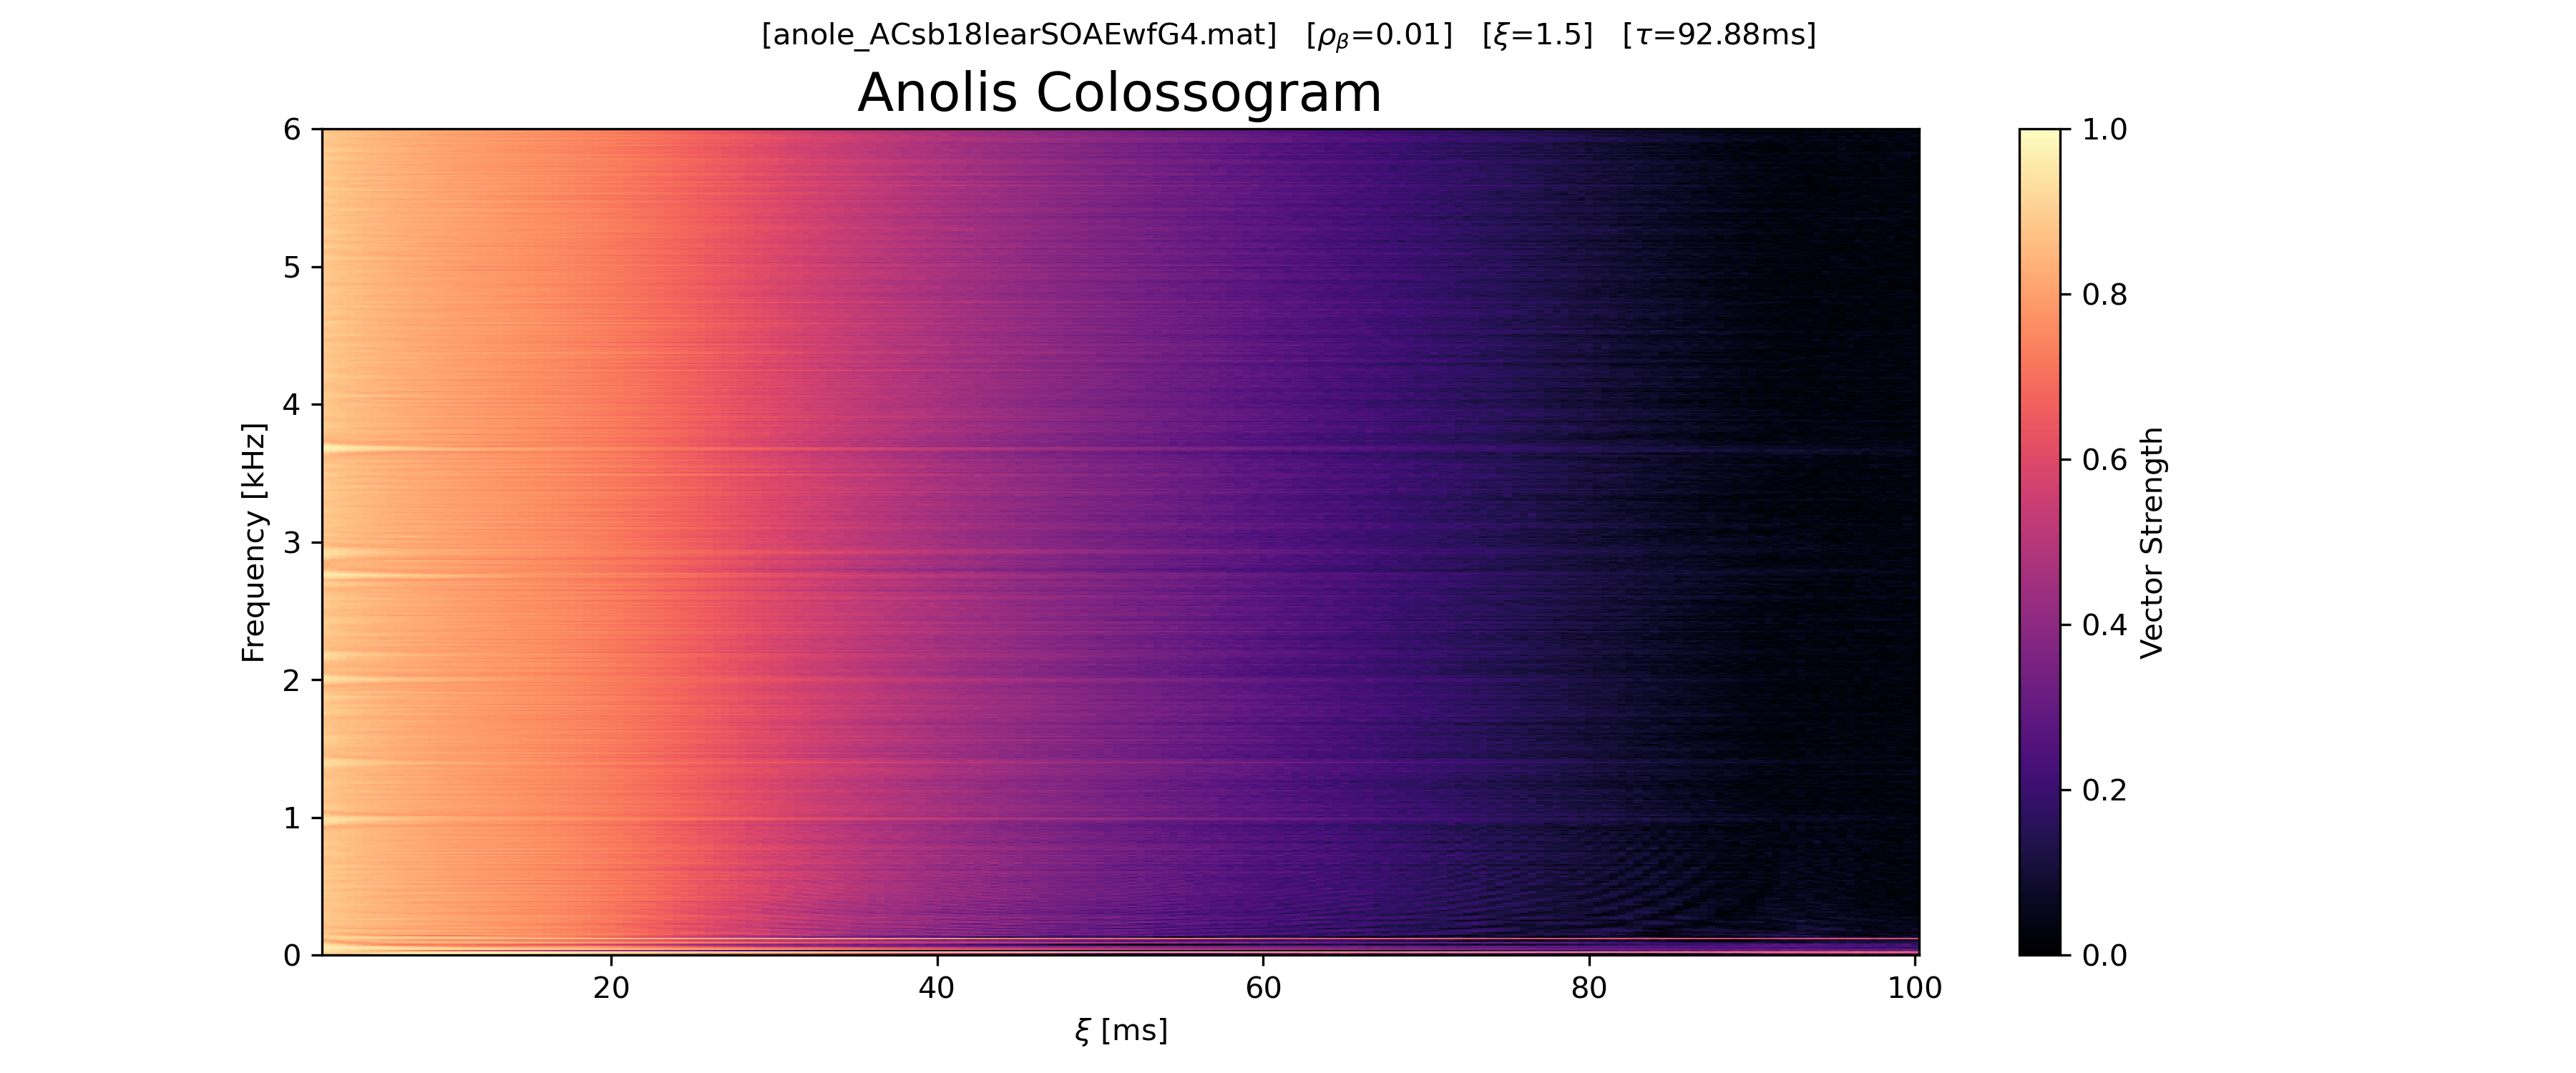 [anole_ACsb18learSOAEwfG4.mat] [ρβ=0.01] [ξ=1.5] [τ=92.88ms]
Anolis Colossogram
6
5
4
3
2
1
0
Frequency [kHz]
20 40 60 80 100
ξ [ms]
1.0
0.8
0.6
0.4
0.2
0.0
Vector Strength